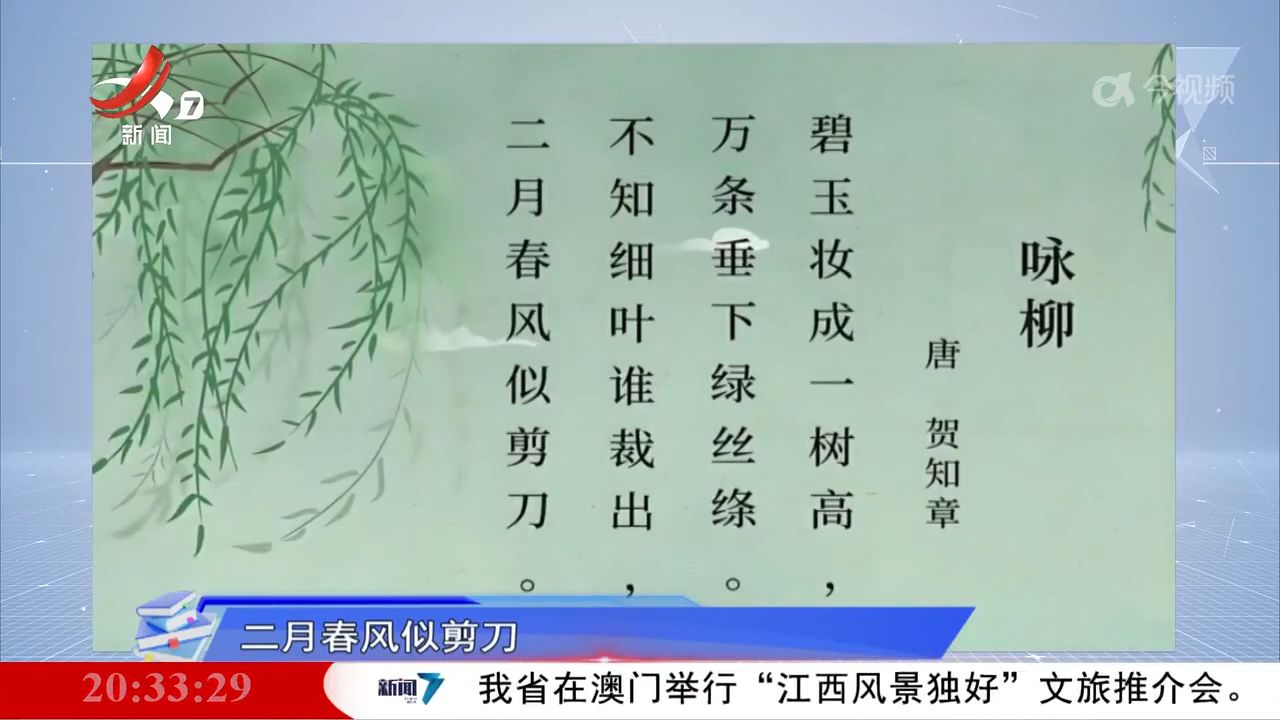 7
新闻
今视频
咏柳
唐 贺知章
碧玉妆成一树高，
万条垂下绿丝绦。
不知细叶谁裁出，
二月春风似剪刀。
二月春风似剪刀
20:33:29
新闻7
我省在澳门举行“江西风景独好”文旅推介会。